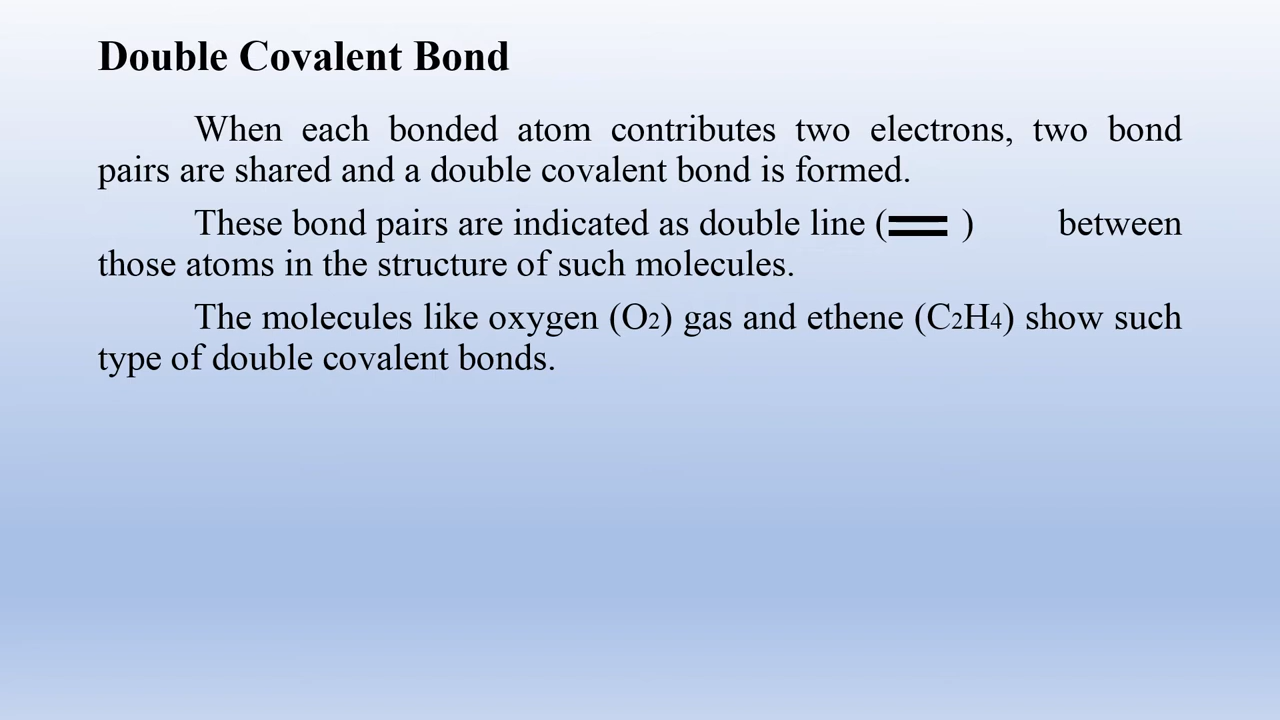 Double Covalent Bond
When each bonded atom contributes two electrons, two bond
pairs are shared and a double covalent bond is formed.
These bond pairs are indicated as double line (═ ) between
those atoms in the structure of such molecules.
The molecules like oxygen (O2) gas and ethene (C2H4) show such
type of double covalent bonds.